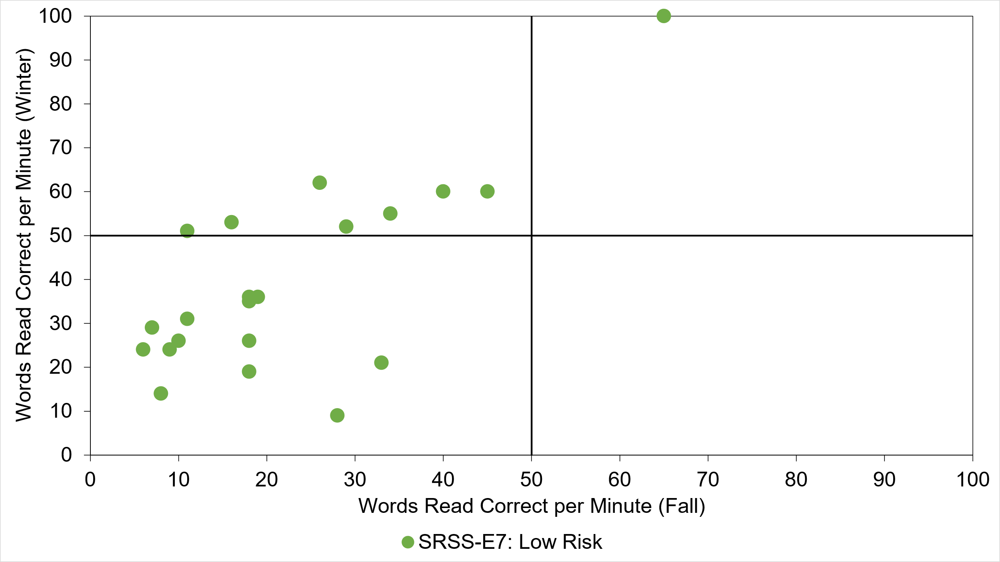 100
90
80
70
60
50
40
30
20
10
0
Words Read Correct per Minute (Winter)
0 10 20 30 40 50 60 70 80 90 100
Words Read Correct per Minute (Fall)
SRSS-E7: Low Risk